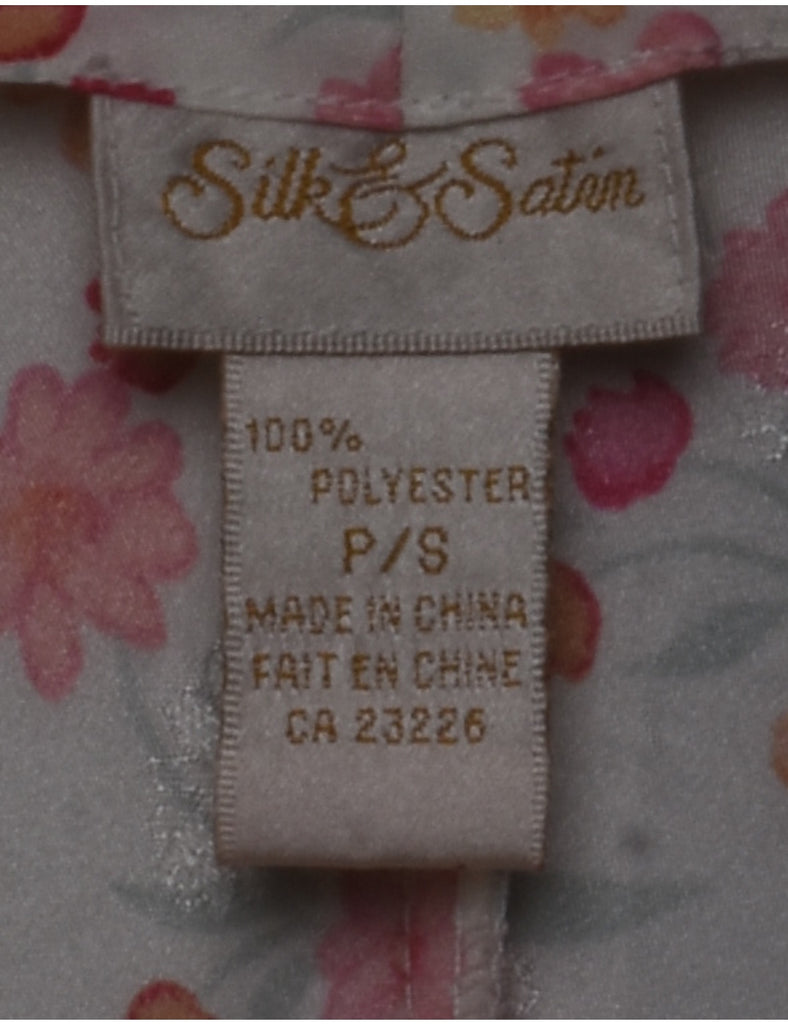 Silk & Satin
100%
POLYESTER
P/S
MADE IN CHINA
FAIT EN CHINE
CA 23226